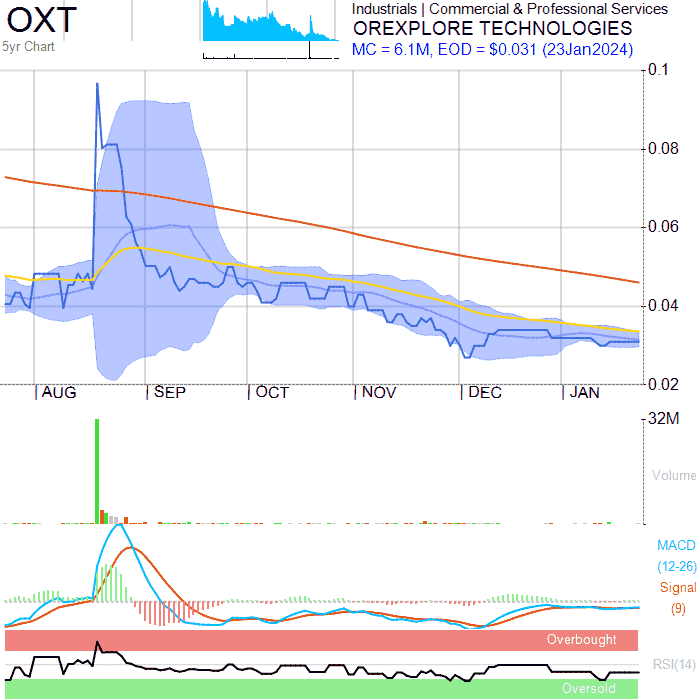 OXT
5yr Chart
Industrials | Commercial & Professional Services
OREXPLORE TECHNOLOGIES
MC = 6.1M, EOD = $0.031 (23Jan2024)
0.1
0.08
0.06
0.04
0.02
AUG SEP OCT NOV DEC JAN
32M
Volume
MACD
(12-26)
Signal
(9)
Overbought
RSI(14)
Oversold